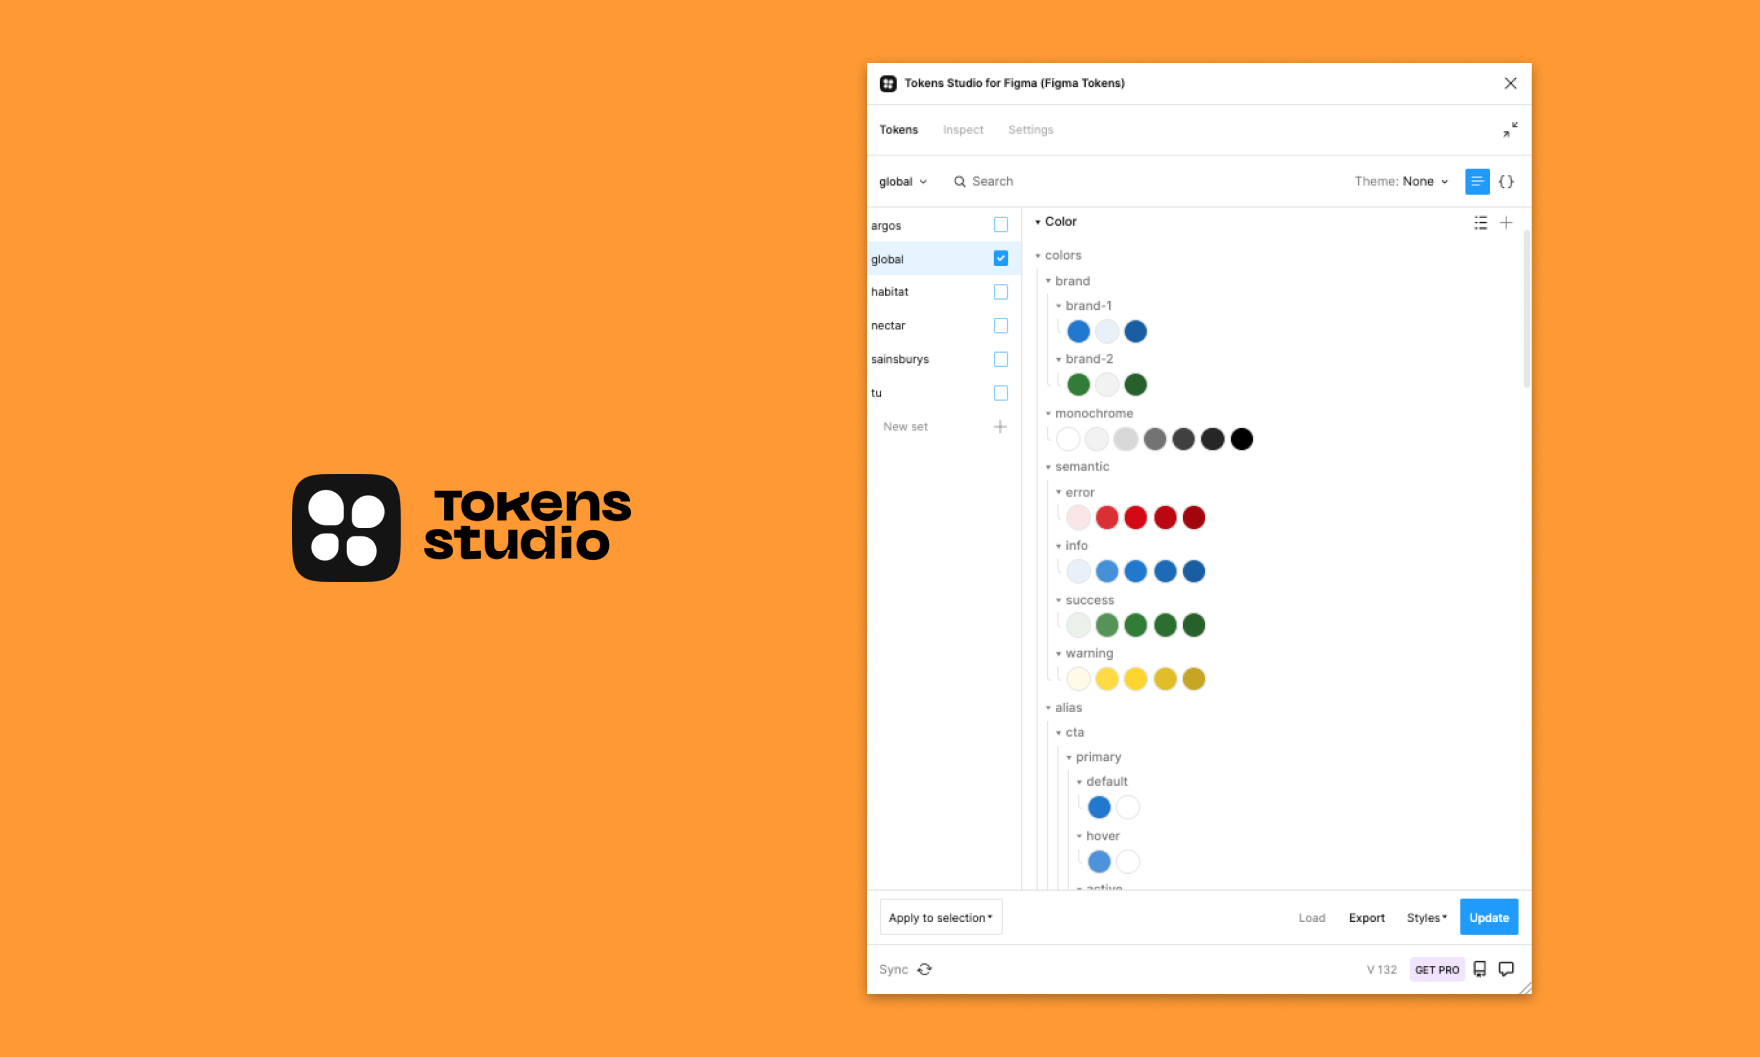 Tokens
studio
Tokens Studio for Figma (Figma Tokens)
Tokens Inspect Settings
global Search Theme: None {}
argos
global
habitat
nectar
sainsburys
tu
New set
Color
colors
brand
brand-1
brand-2
monochrome
semantic
error
info
success
warning
alias
cta
primary
default
hover
active
Apply to selection Load Export Styles Update
Sync V 132 GET PRO